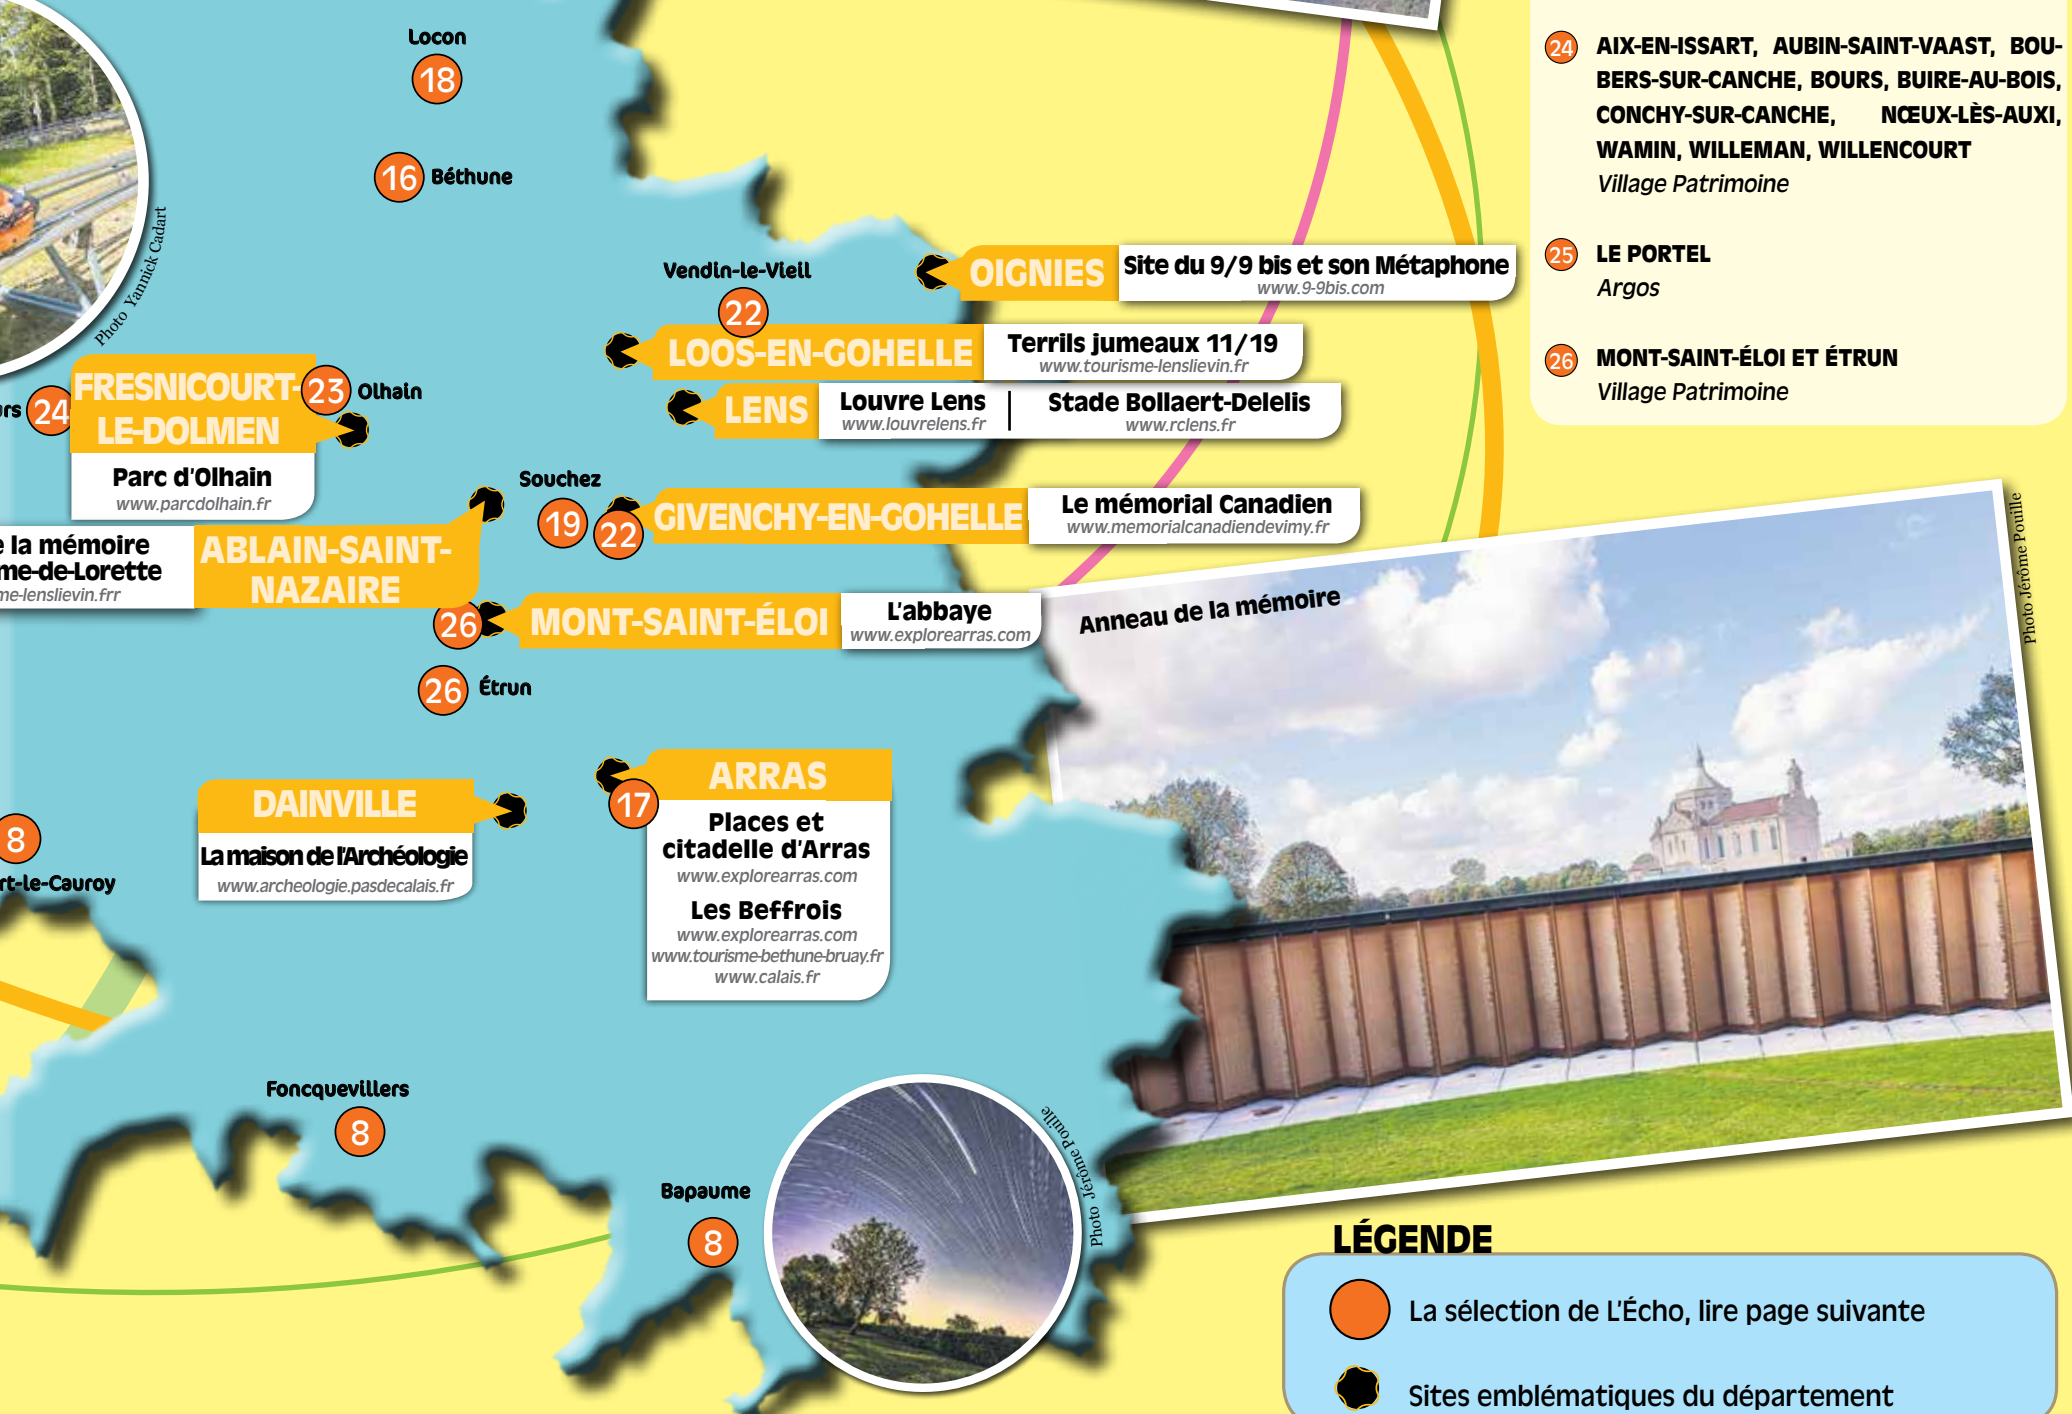 Locon
18
16 Béthune
Photo Yannick Cadart
Vendin-le-Vieil
22
OIGNIES
Site du 9/9 bis et son Métaphone
www.9-9bis.com
LOOS-EN-GOHELLE
Terrils jumeaux 11/19
www.tourisme-lenslievin.fr
LENS
Louvre Lens
www.louvrelens.fr
Stade Bollaert-Delelis
www.rclens.fr
24
FRESNICOURT-
LE-DOLMEN
23 Olhain
Parc d'Olhain
www.parcdolhain.fr
Souchez
19
22
GIVENCHY-EN-GOHELLE
Le mémorial Canadien
www.memorialcanadiendevimy.fr
la mémoire
me-de-Lorette
me-lenslievin.frr
ABLAIN-SAINT-
NAZAIRE
26
MONT-SAINT-ÉLOI
L'abbaye
www.explorearras.com
26 Étrun
DAINVILLE
La maison de l'Archéologie
www.archeologie.pasdecalais.fr
17
ARRAS
Places et
citadelle d'Arras
www.explorearras.com
Les Beffrois
www.explorearras.com
www.tourisme-bethune-bruay.fr
www.calais.fr
8
rt-le-Cauroy
Foncquevillers
8
Bapaume
8
Photo Jérôme Pouille
24 AIX-EN-ISSART, AUBIN-SAINT-VAAST, BOU-
BERS-SUR-CANCHE, BOURS, BUIRE-AU-BOIS,
CONCHY-SUR-CANCHE, NŒUX-LÈS-AUXI,
WAMIN, WILLEMAN, WILLENCOURT
Village Patrimoine
25 LE PORTEL
Argos
26 MONT-SAINT-ÉLOI ET ÉTRUN
Village Patrimoine
Anneau de la mémoire
Photo Jérôme Pouille
LÉGENDE
La sélection de L'Écho, lire page suivante
Sites emblématiques du département